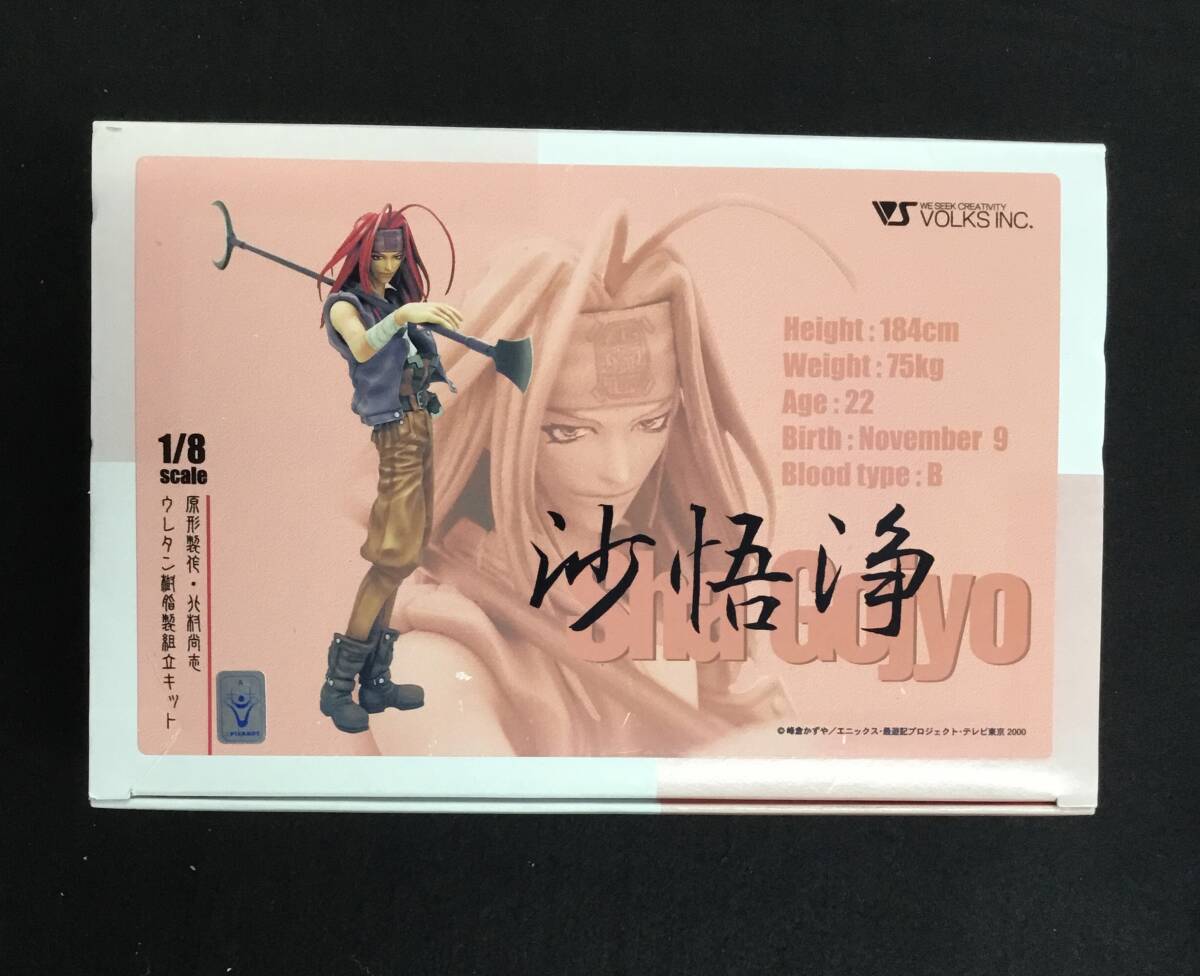 WE SEEK CREATIVITY
VS VOLKS INC.
Height : 184cm
Weight : 75kg
Age : 22
Birth : November 9
Blood type : B
1/8
scale
原形製作・北村尚志
ウレタン樹脂製組立キット
沙悟浄
Sha Gojyo
PIERROT
© 峰倉かずや／エニックス・最遊記プロジェクト・テレビ東京 2000